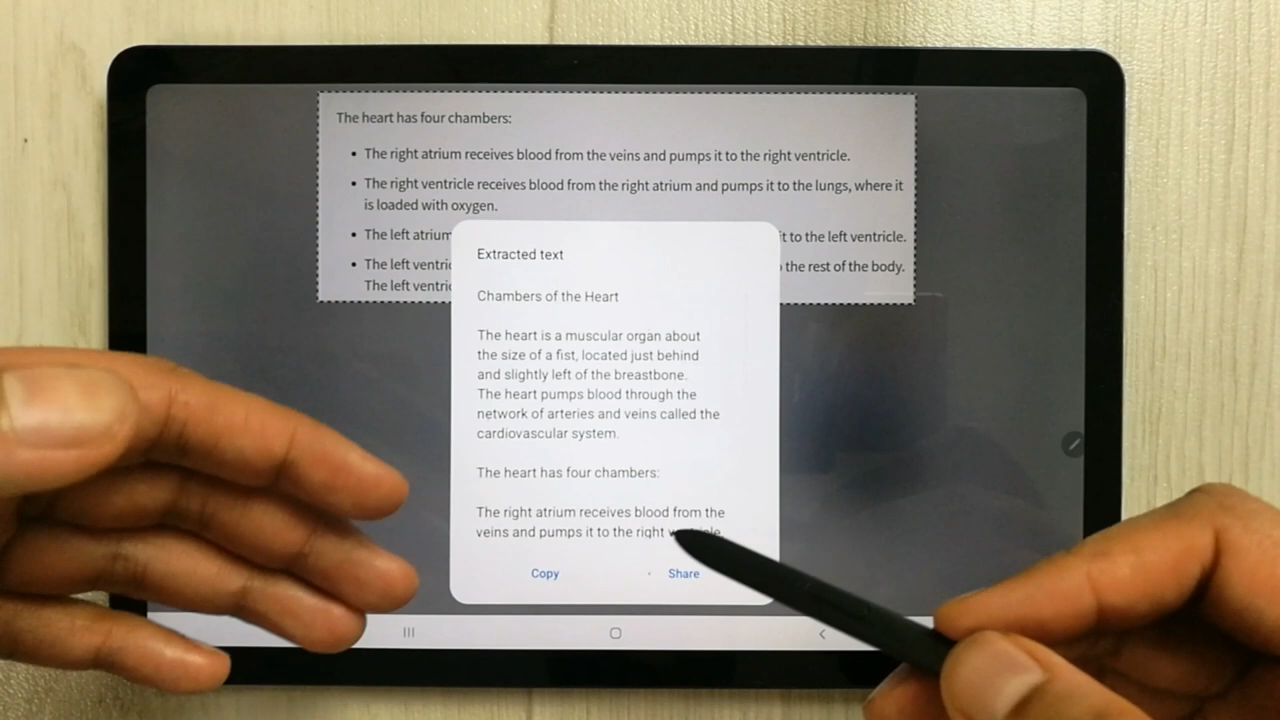 The heart has four chambers:
• The right atrium receives blood from the veins and pumps it to the right ventricle.
• The right ventricle receives blood from the right atrium and pumps it to the lungs, where it
is loaded with oxygen.
• The left atrium
it to the left ventricle.
• The left ventri
the rest of the body.
The left ventri
Extracted text
Chambers of the Heart
The heart is a muscular organ about
the size of a fist, located just behind
and slightly left of the breastbone.
The heart pumps blood through the
network of arteries and veins called the
cardiovascular system.
The heart has four chambers:
The right atrium receives blood from the
veins and pumps it to the right
Copy
Share